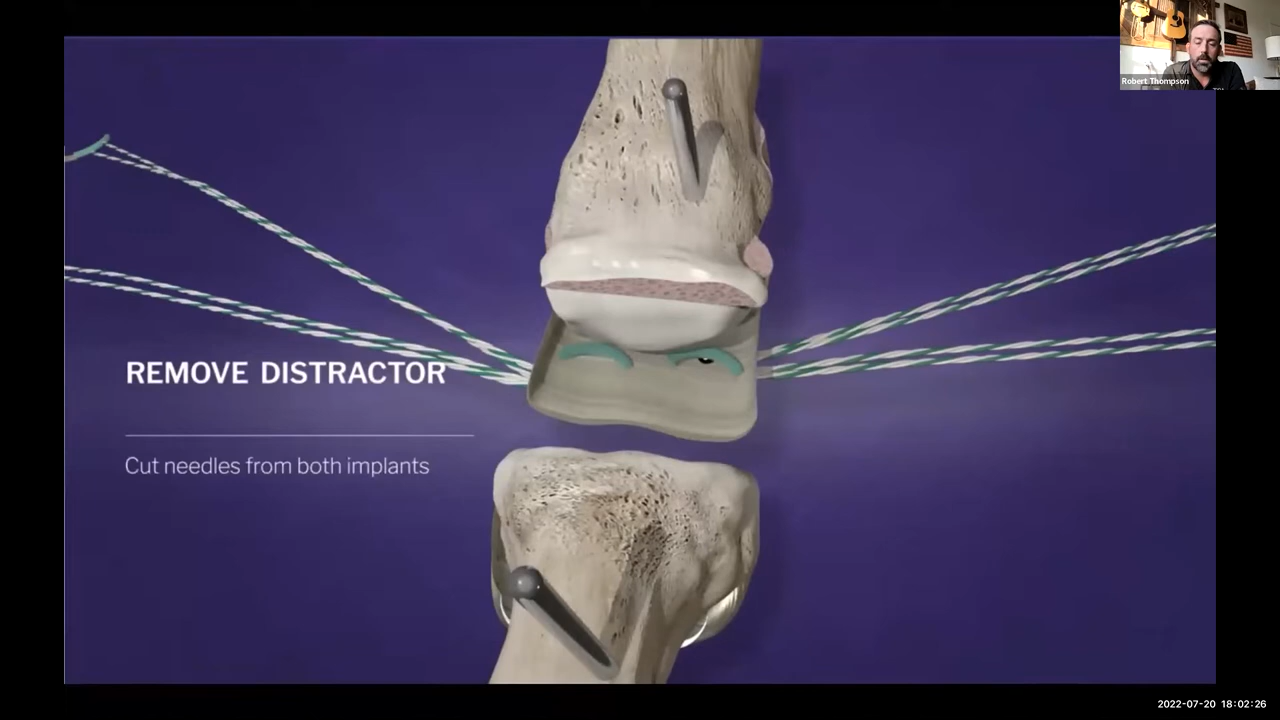 Robert Thompson
REMOVE DISTRACTOR
Cut needles from both implants
2022-07-20 18:02:26